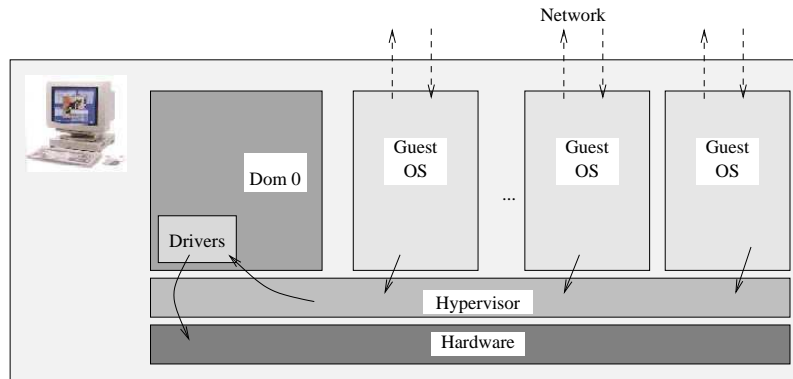 Network
Guest
OS
Guest
OS
Guest
OS
Dom 0
...
Drivers
Hypervisor
Hardware